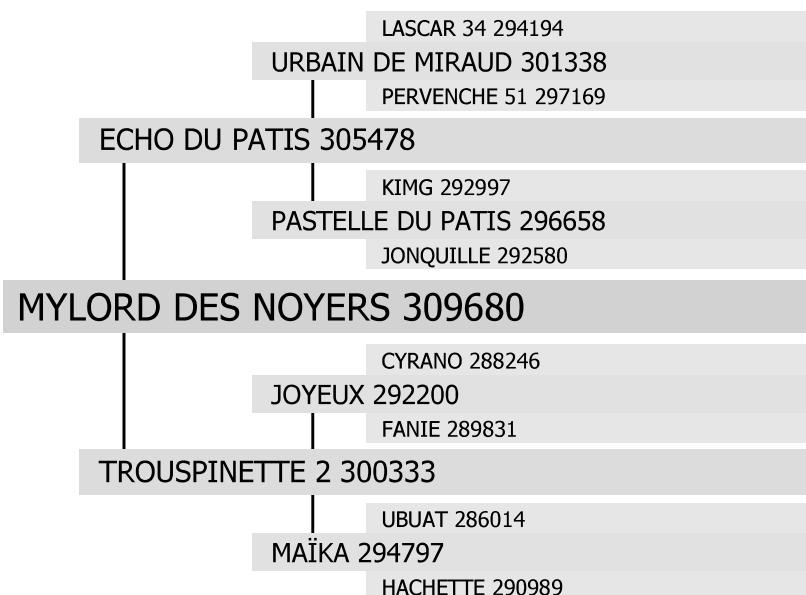 LASCAR 34 294194
URBAIN DE MIRAUD 301338
PERVENCHE 51 297169
ECHO DU PATIS 305478
KIMG 292997
PASTELLE DU PATIS 296658
JONQUILLE 292580
MYLORD DES NOYERS 309680
CYRANO 288246
JOYEUX 292200
FANIE 289831
TROUSPINETTE 2 300333
UBUAT 286014
MAÏKA 294797
HACHETTE 290989